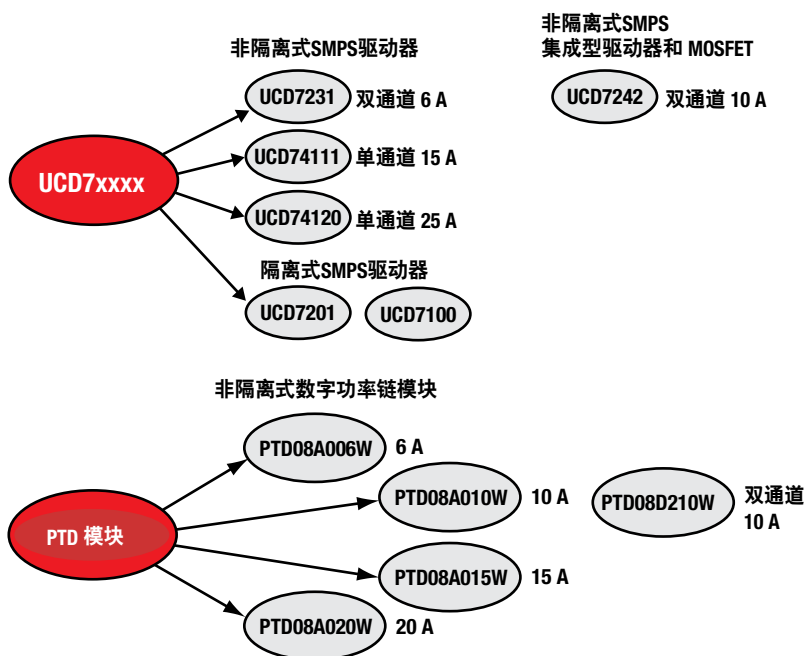 非隔离式SMPS驱动器
非隔离式SMPS
集成型驱动器和 MOSFET
UCD7xxxx
UCD7231 双通道 6 A
UCD7242 双通道 10 A
UCD74111 单通道 15 A
UCD74120 单通道 25 A
隔离式SMPS驱动器
UCD7201
UCD7100
非隔离式数字功率链模块
PTD 模块
PTD08A006W 6 A
PTD08A010W 10 A
PTD08D210W 双通道
10 A
PTD08A015W 15 A
PTD08A020W 20 A